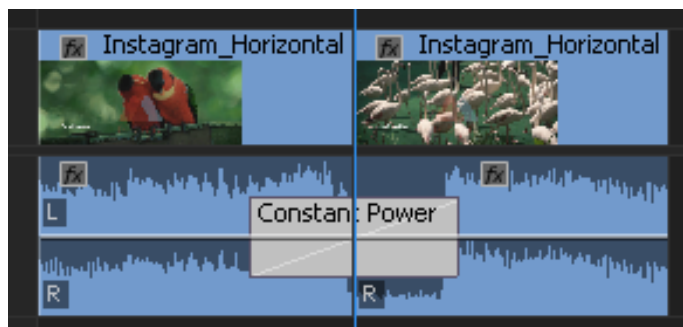 fx Instagram_Horizontal
fx Instagram_Horizontal
fx
fx
L
Constant Power
R
R